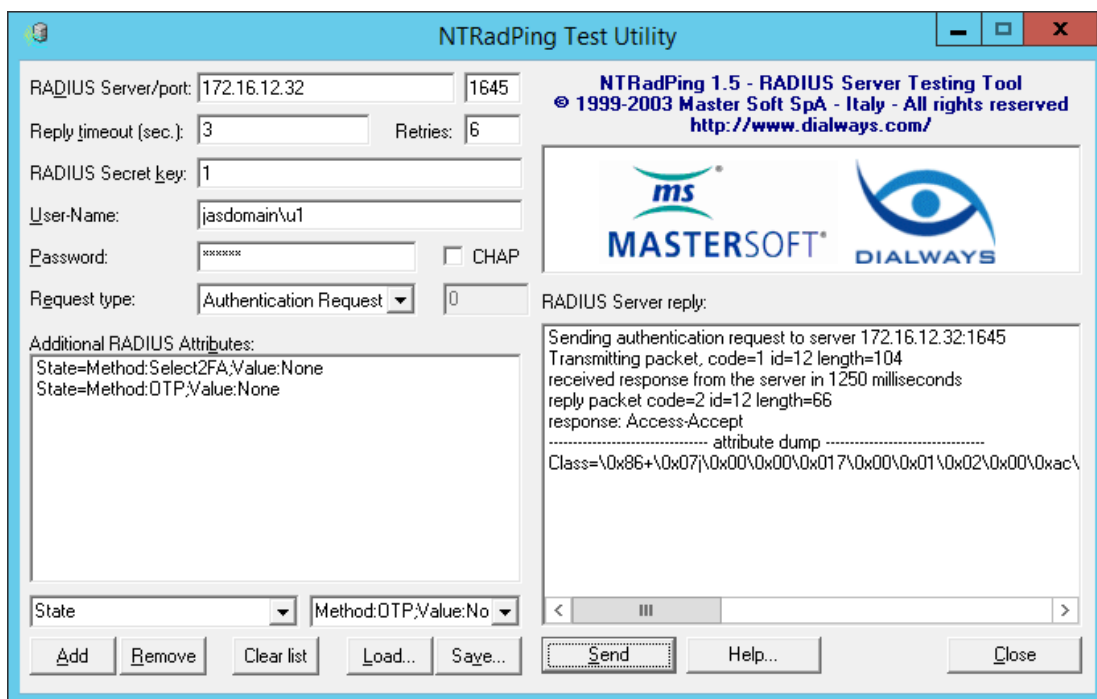 NTRadPing Test Utility
RADIUS Server/port: 172.16.12.32 1645
Reply timeout (sec.): 3 Retries: 6
RADIUS Secret key: 1
User-Name: jasdomain\u1
Password: ****** CHAP
Request type: Authentication Request 0
Additional RADIUS Attributes:
State=Method:Select2FA;Value:None
State=Method:OTP;Value:None
State Method:OTP;Value:No
Add Remove Clear list Load... Save...
NTRadPing 1.5 - RADIUS Server Testing Tool
© 1999-2003 Master Soft SpA - Italy - All rights reserved
http://www.dialways.com/
ms
MASTERSOFT
DIALWAYS
RADIUS Server reply:
Sending authentication request to server 172.16.12.32:1645
Transmitting packet, code=1 id=12 length=104
received response from the server in 1250 milliseconds
reply packet code=2 id=12 length=66
response: Access-Accept
-------------------------------- attribute dump --------------------------------
Class=\0x86+\0x07j\0x00\0x00\0x017\0x00\0x01\0x02\0x00\0xac\
Send Help... Close